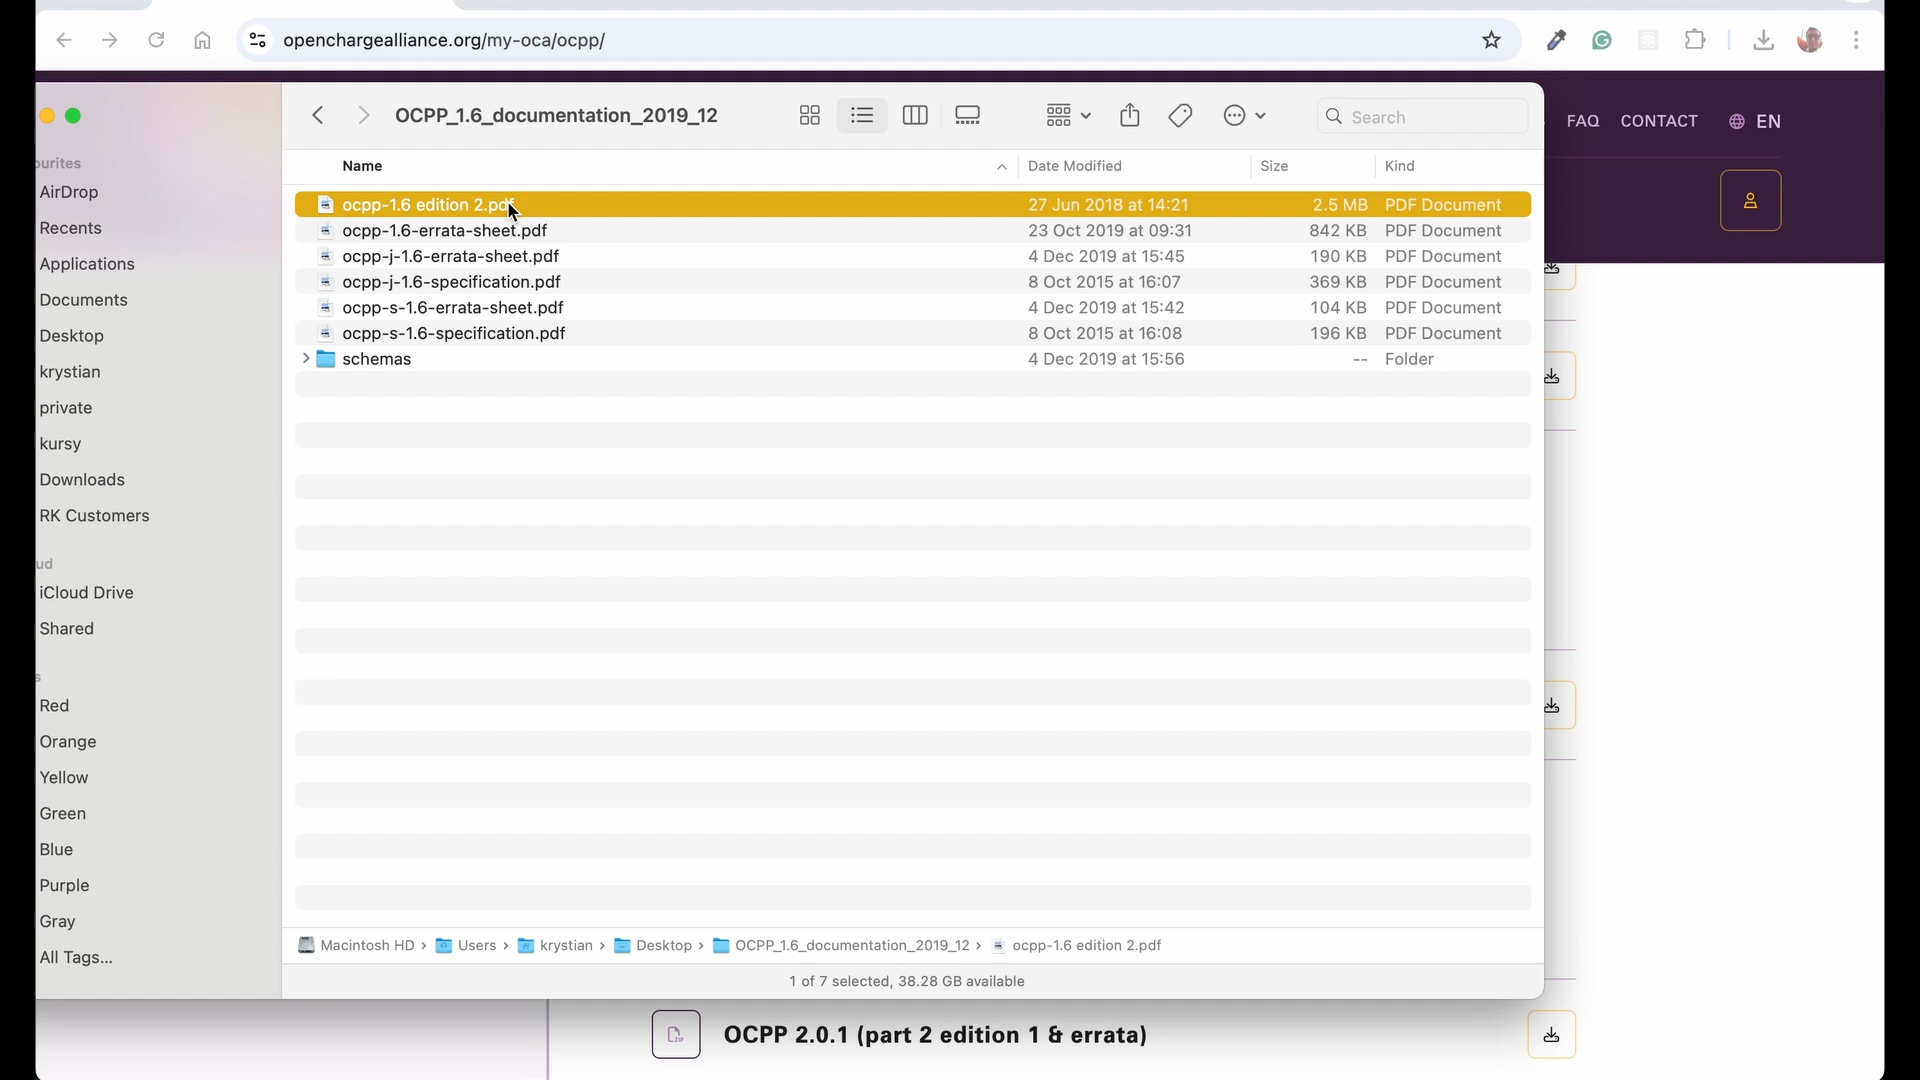 openchargealliance.org/my-oca/ocpp/
FAQ CONTACT EN
OCPP_1.6_documentation_2019_12
Search
Name Date Modified Size Kind
ocpp-1.6 edition 2.pdf 27 Jun 2018 at 14:21 2.5 MB PDF Document
ocpp-1.6-errata-sheet.pdf 23 Oct 2019 at 09:31 842 KB PDF Document
ocpp-j-1.6-errata-sheet.pdf 4 Dec 2019 at 15:45 190 KB PDF Document
ocpp-j-1.6-specification.pdf 8 Oct 2015 at 16:07 369 KB PDF Document
ocpp-s-1.6-errata-sheet.pdf 4 Dec 2019 at 15:42 104 KB PDF Document
ocpp-s-1.6-specification.pdf 8 Oct 2015 at 16:08 196 KB PDF Document
schemas 4 Dec 2019 at 15:56 -- Folder
ourites
AirDrop
Recents
Applications
Documents
Desktop
krystian
private
kursy
Downloads
RK Customers
ud
iCloud Drive
Shared
s
Red
Orange
Yellow
Green
Blue
Purple
Gray
All Tags...
Macintosh HD › Users › krystian › Desktop › OCPP_1.6_documentation_2019_12 › ocpp-1.6 edition 2.pdf
1 of 7 selected, 38.28 GB available
ZIP
OCPP 2.0.1 (part 2 edition 1 & errata)